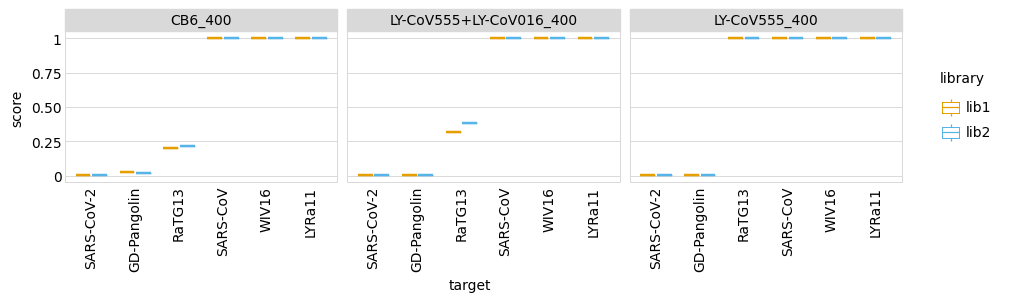 CB6_400
LY-CoV555+LY-CoV016_400
LY-CoV555_400
score
1
0.75
0.50
0.25
0
SARS-CoV-2
GD-Pangolin
RaTG13
SARS-CoV
WIV16
LYRa11
SARS-CoV-2
GD-Pangolin
RaTG13
SARS-CoV
WIV16
LYRa11
SARS-CoV-2
GD-Pangolin
RaTG13
SARS-CoV
WIV16
LYRa11
target
library
lib1
lib2